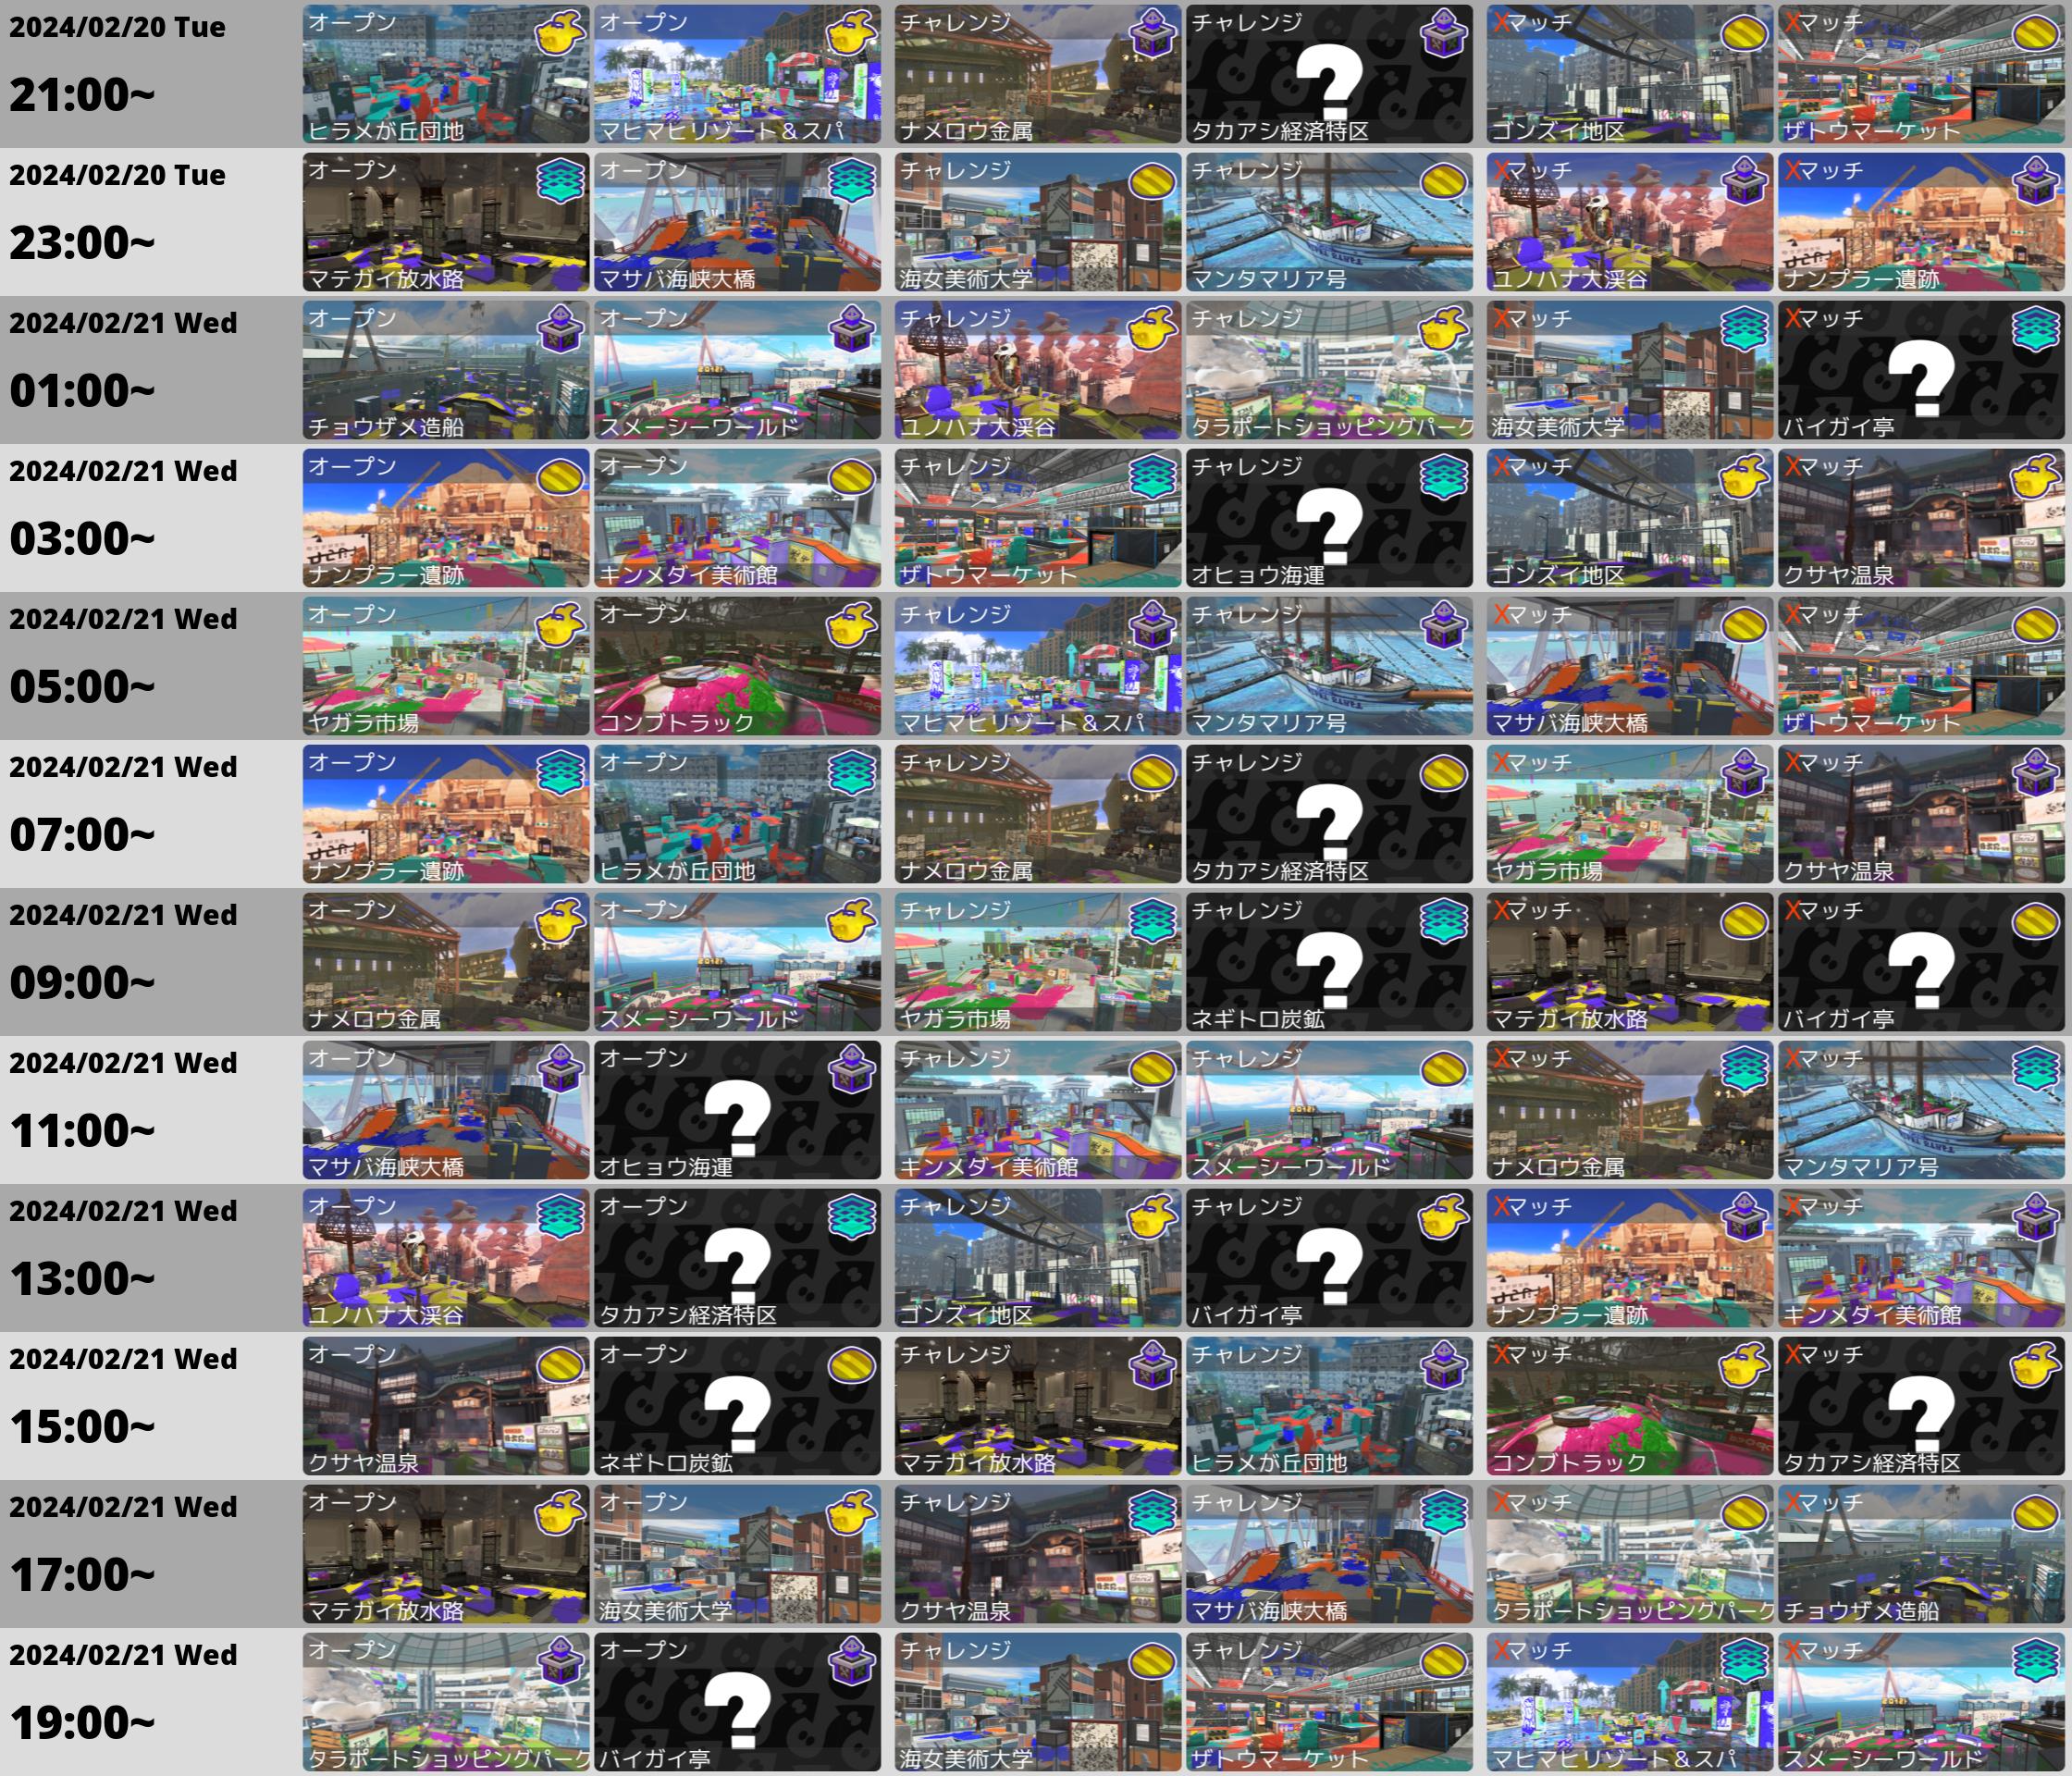 2024/02/20 Tue
21:00~
オープン
ヒラメが丘団地
オープン
マヒマヒリゾート＆スパ
チャレンジ
ナメロウ金属
チャレンジ
?
タカアシ経済特区
Xマッチ
ゴンズイ地区
Xマッチ
ザトウマーケット
2024/02/20 Tue
23:00~
オープン
マテガイ放水路
オープン
マサバ海峡大橋
チャレンジ
海女美術大学
チャレンジ
マンタマリア号
Xマッチ
ユノハナ大渓谷
Xマッチ
ナンプラー遺跡
2024/02/21 Wed
01:00~
オープン
チョウザメ造船
オープン
スメーシーワールド
チャレンジ
ユノハナ大渓谷
チャレンジ
タラポートショッピングパーク
Xマッチ
海女美術大学
Xマッチ
?
バイガイ亭
2024/02/21 Wed
03:00~
オープン
ナンプラー遺跡
オープン
キンメダイ美術館
チャレンジ
ザトウマーケット
チャレンジ
?
オヒョウ海運
Xマッチ
ゴンズイ地区
Xマッチ
クサヤ温泉
2024/02/21 Wed
05:00~
オープン
ヤガラ市場
オープン
コンブトラック
チャレンジ
マヒマヒリゾート＆スパ
チャレンジ
マンタマリア号
Xマッチ
マサバ海峡大橋
Xマッチ
ザトウマーケット
2024/02/21 Wed
07:00~
オープン
ナンプラー遺跡
オープン
ヒラメが丘団地
チャレンジ
ナメロウ金属
チャレンジ
?
タカアシ経済特区
Xマッチ
ヤガラ市場
Xマッチ
クサヤ温泉
2024/02/21 Wed
09:00~
オープン
ナメロウ金属
オープン
スメーシーワールド
チャレンジ
ヤガラ市場
チャレンジ
?
ネギトロ炭鉱
Xマッチ
マテガイ放水路
Xマッチ
?
バイガイ亭
2024/02/21 Wed
11:00~
オープン
マサバ海峡大橋
オープン
?
オヒョウ海運
チャレンジ
キンメダイ美術館
チャレンジ
スメーシーワールド
Xマッチ
ナメロウ金属
Xマッチ
マンタマリア号
2024/02/21 Wed
13:00~
オープン
ユノハナ大渓谷
オープン
?
タカアシ経済特区
チャレンジ
ゴンズイ地区
チャレンジ
?
バイガイ亭
Xマッチ
ナンプラー遺跡
Xマッチ
キンメダイ美術館
2024/02/21 Wed
15:00~
オープン
クサヤ温泉
オープン
?
ネギトロ炭鉱
チャレンジ
マテガイ放水路
チャレンジ
ヒラメが丘団地
Xマッチ
コンブトラック
Xマッチ
?
タカアシ経済特区
2024/02/21 Wed
17:00~
オープン
マテガイ放水路
オープン
海女美術大学
チャレンジ
クサヤ温泉
チャレンジ
マサバ海峡大橋
Xマッチ
タラポートショッピングパーク
Xマッチ
チョウザメ造船
2024/02/21 Wed
19:00~
オープン
タラポートショッピングパーク
オープン
?
バイガイ亭
チャレンジ
海女美術大学
チャレンジ
ザトウマーケット
Xマッチ
マヒマヒリゾート＆スパ
Xマッチ
スメーシーワールド